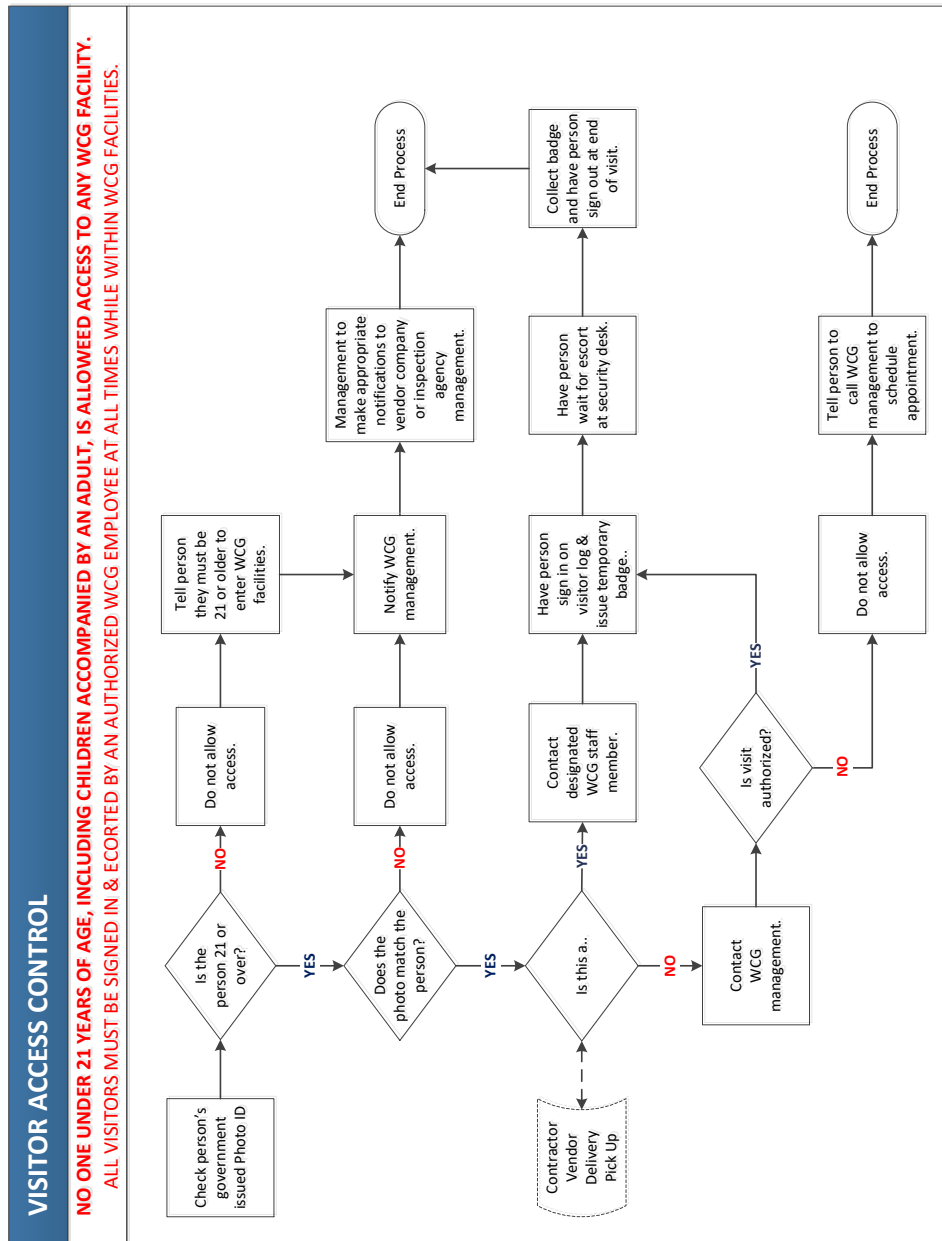 VISITOR ACCESS CONTROL
NO ONE UNDER 21 YEARS OF AGE, INCLUDING CHILDREN ACCOMPANIED BY AN ADULT, IS ALLOWEED ACCESS TO ANY WCG FACILITY.
ALL VISITORS MUST BE SIGNED IN & ECORTED BY AN AUTHORIZED WCG EMPLOYEE AT ALL TIMES WHILE WITHIN WCG FACILITIES.
Check person's
government
issued Photo ID
Is the
person 21 or
over?
NO
Do not allow
access.
Tell person
they must be
21 or older to
enter WCG
facilities.
YES
Does the
photo match the
person?
NO
Do not allow
access.
Notify WCG
management.
Management to
make appropriate
notifications to
vendor company
or inspection
agency
management.
End Process
YES
Contractor
Vendor
Delivery
Pick Up
Is this a..
YES
Contact
designated
WCG staff
member.
Have person
sign in on
visitor log &
issue temporary
badge..
Have person
wait for escort
at security desk.
Collect badge
and have person
sign out at end
of visit.
NO
Contact
WCG
management.
Is visit
authorized?
YES
NO
Do not allow
access.
Tell person to
call WCG
management to
schedule
appointment.
End Process